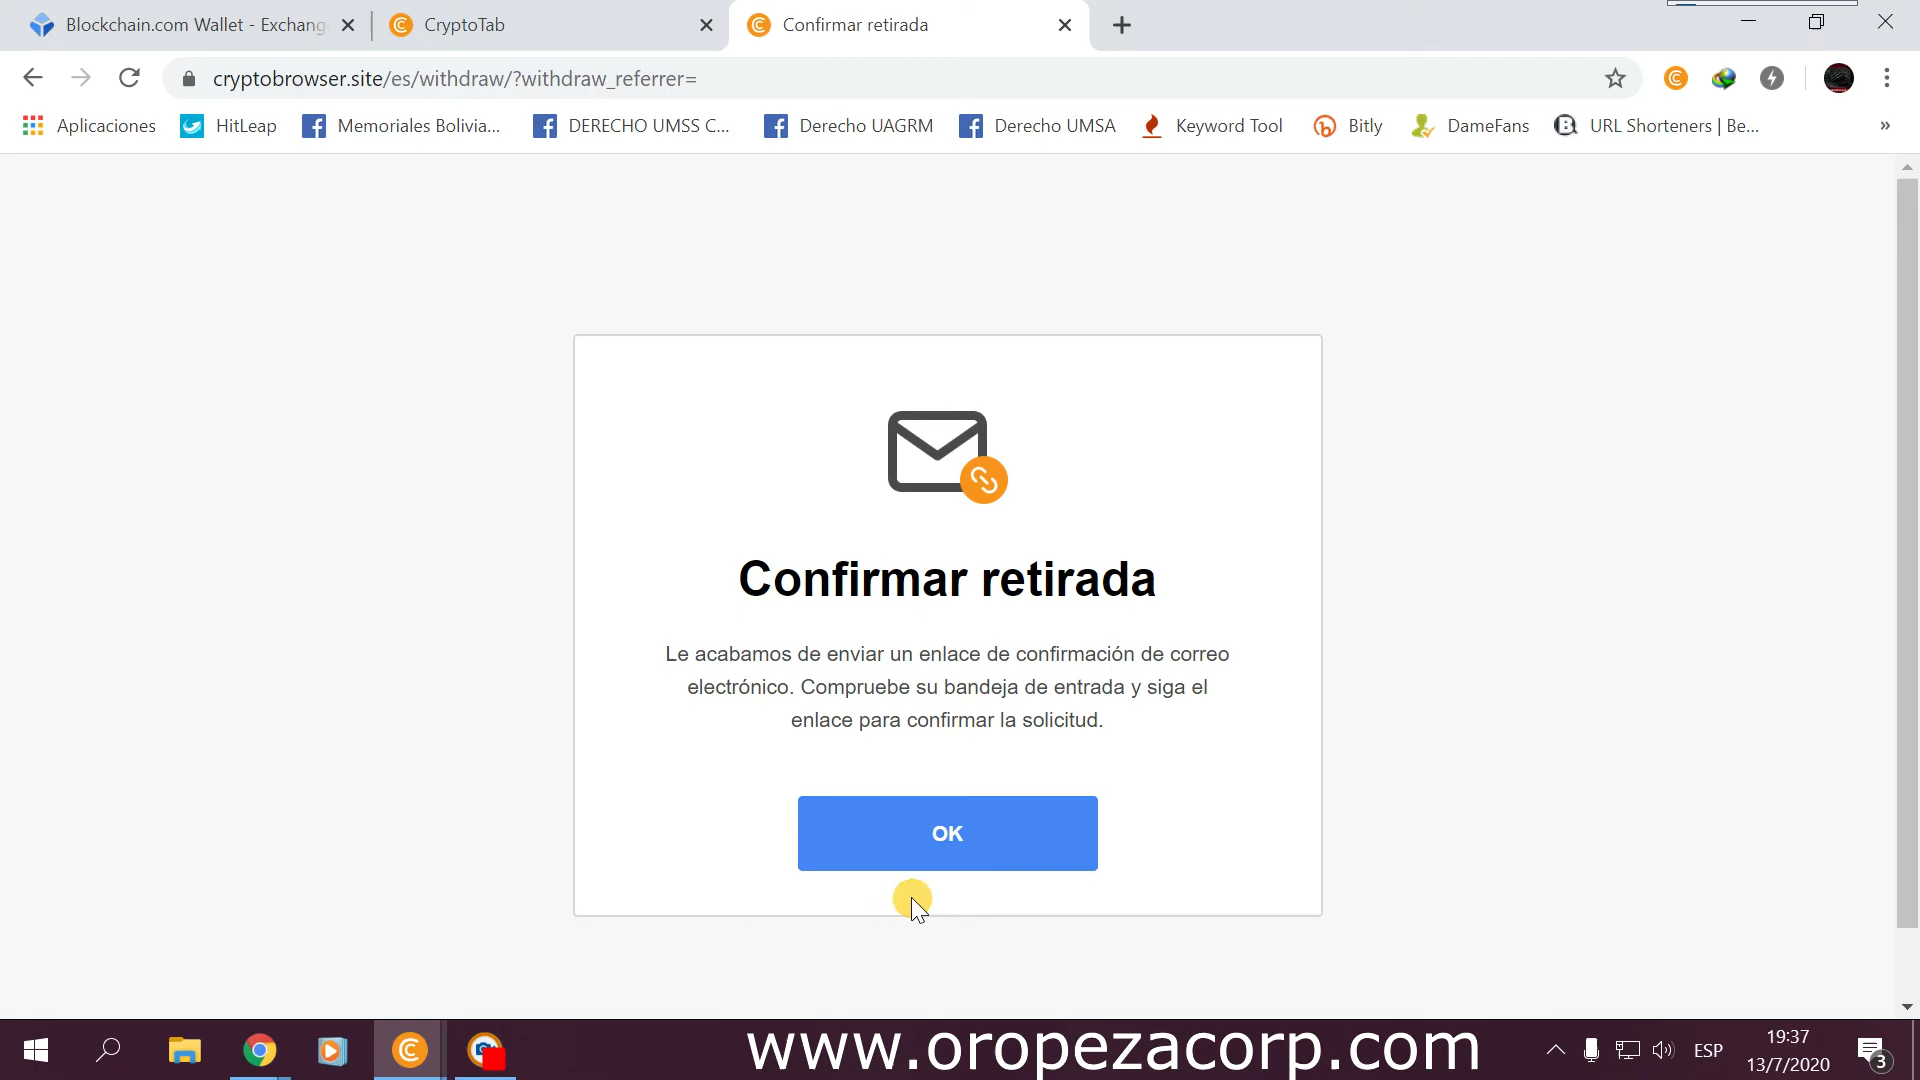 Blockchain.com Wallet - Exchang
CryptoTab
Confirmar retirada
cryptobrowser.site/es/withdraw/?withdraw_referrer=
Aplicaciones
HitLeap
Memoriales Bolivia...
DERECHO UMSS C...
Derecho UAGRM
Derecho UMSA
Keyword Tool
Bitly
DameFans
URL Shorteners | Be...
»
Confirmar retirada
Le acabamos de enviar un enlace de confirmación de correo
electrónico. Compruebe su bandeja de entrada y siga el
enlace para confirmar la solicitud.
OK
www.oropezacorp.com
ESP
19:37
13/7/2020
3